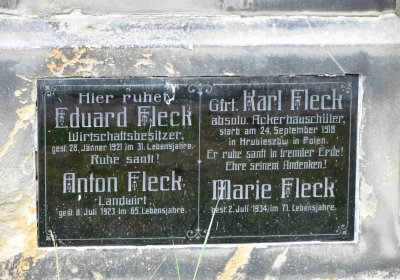 Hier ruhet
Eduard Fleck
Wirtschaftsbesitzer,
gest. 28. Jänner 1921 im 31. Lebensjahre.
Ruhe sanft!
Anton Fleck
Landwirt,
gest. 8. Juli 1923 im 65. Lebensjahre.
Gfrt. Karl Fleck
absolv. Ackerbauschüler,
starb am 24. September 1918
in Hrubieszów in Polen.
Er ruhe sanft in fremder Erde!
Ehre seinem Andenken!
Marie Fleck
gest. 2. Juli 1934, im 71. Lebensjahre.